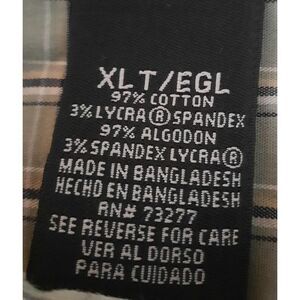 XLT/EGL
97% COTTON
3% LYCRA® SPANDEX
97% ALGODON
3% SPANDEX LYCRA®
MADE IN BANGLADESH
HECHO EN BANGLADESH
RN# 73277
SEE REVERSE FOR CARE
VER AL DORSO
PARA CUIDADO